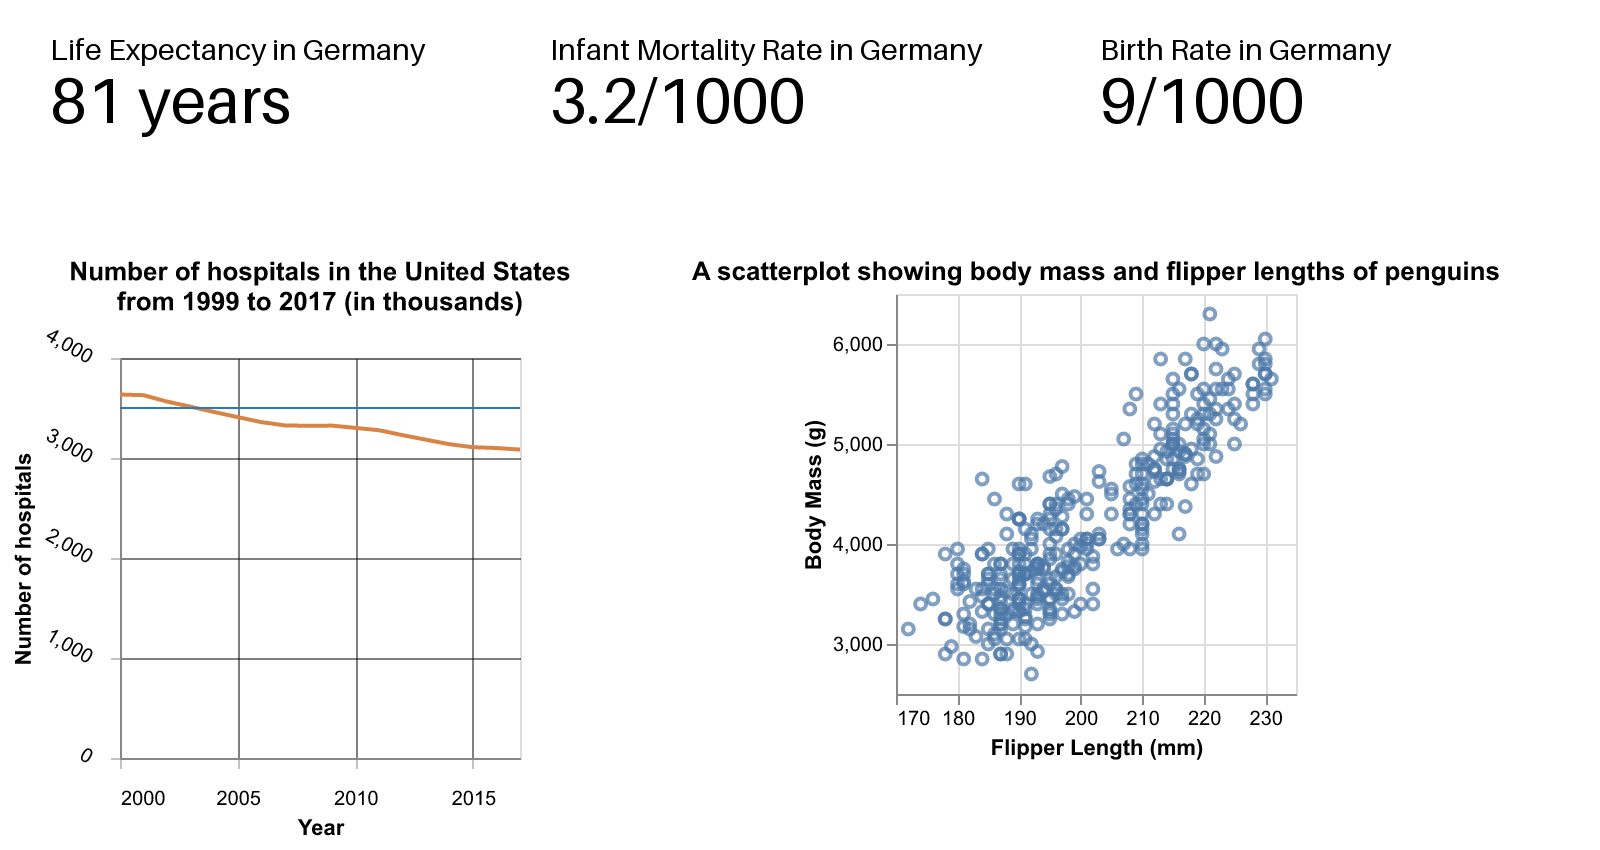 Life Expectancy in Germany
81 years
Infant Mortality Rate in Germany
3.2/1000
Birth Rate in Germany
9/1000
Number of hospitals in the United States
from 1999 to 2017 (in thousands)
4,000
3,000
2,000
1,000
0
Number of hospitals
2000 2005 2010 2015
Year
A scatterplot showing body mass and flipper lengths of penguins
6,000
5,000
4,000
3,000
Body Mass (g)
170 180 190 200 210 220 230
Flipper Length (mm)